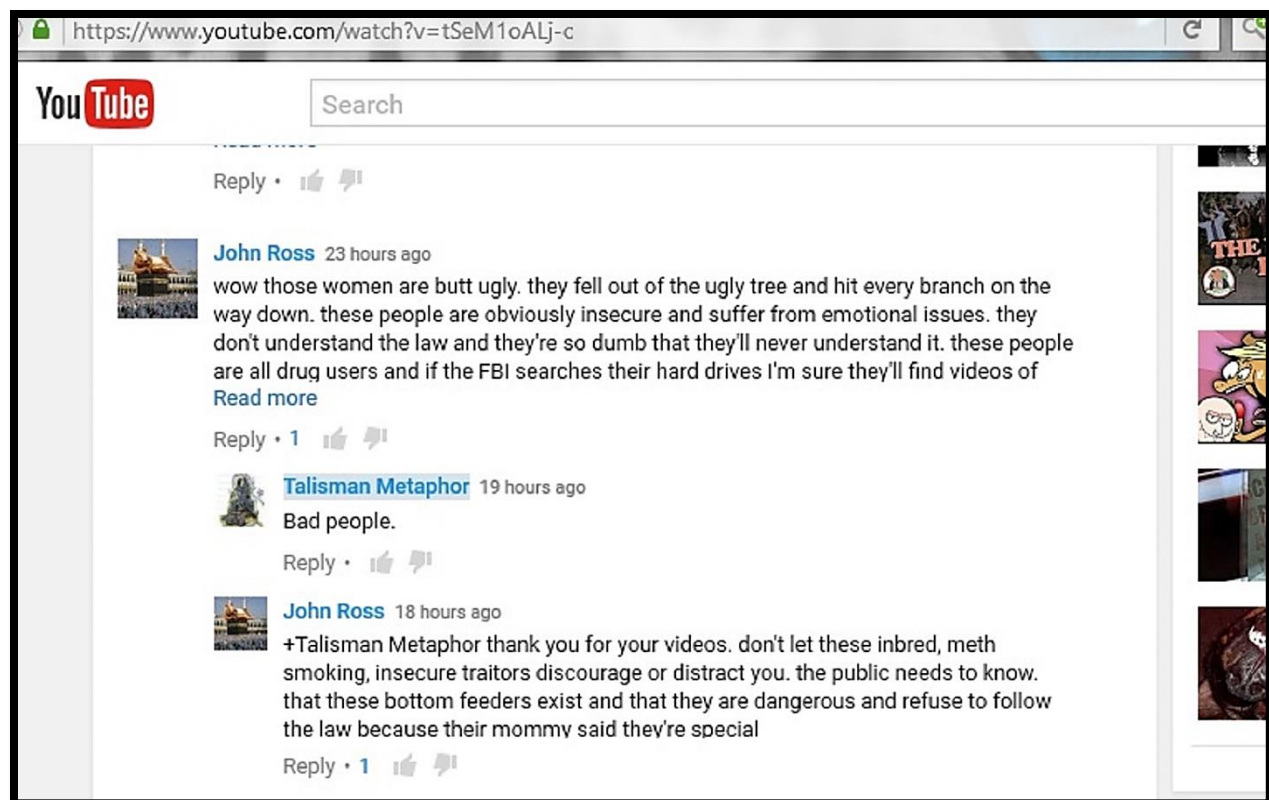 https://www.youtube.com/watch?v=tSeM1oALj-c
YouTube
Search
Read more
Reply •
John Ross 23 hours ago
wow those women are butt ugly. they fell out of the ugly tree and hit every branch on the
way down. these people are obviously insecure and suffer from emotional issues. they
don't understand the law and they're so dumb that they'll never understand it. these people
are all drug users and if the FBI searches their hard drives I'm sure they'll find videos of
Read more
Reply • 1
Talisman Metaphor 19 hours ago
Bad people.
Reply •
John Ross 18 hours ago
+Talisman Metaphor thank you for your videos. don't let these inbred, meth
smoking, insecure traitors discourage or distract you. the public needs to know.
that these bottom feeders exist and that they are dangerous and refuse to follow
the law because their mommy said they're special
Reply • 1
THE